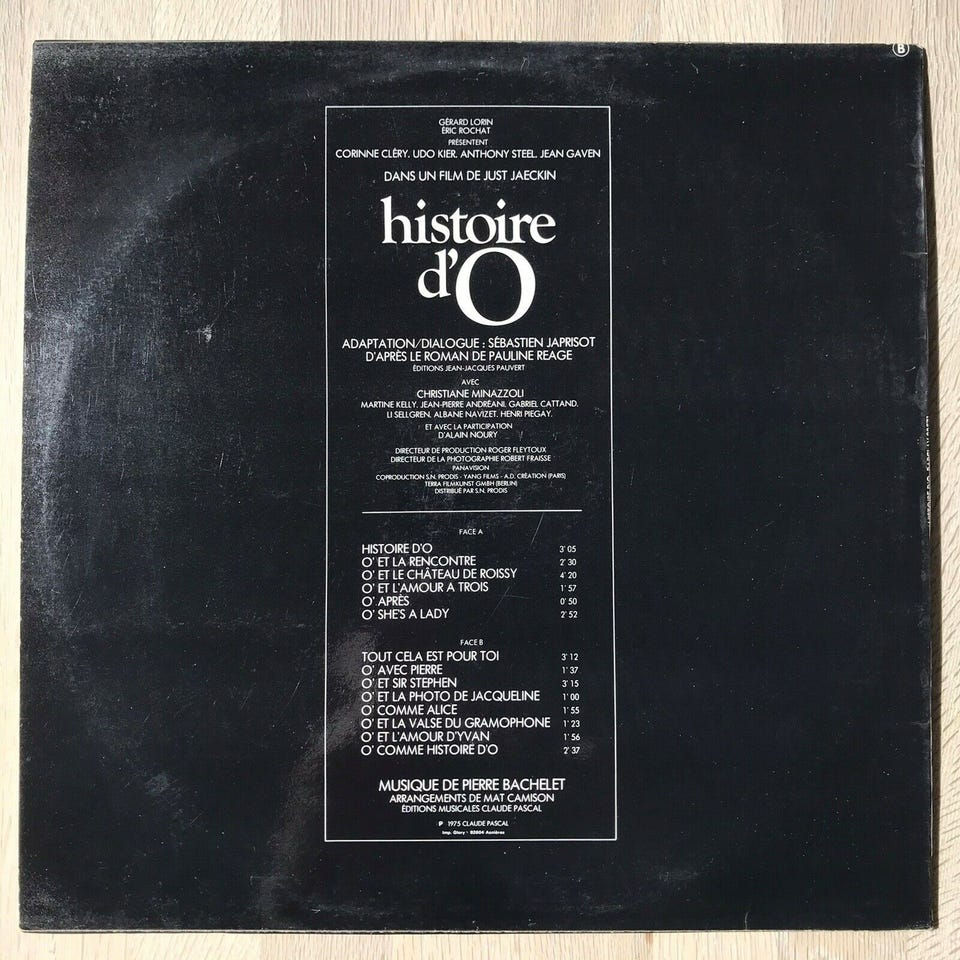 B
GÉRARD LORIN
ÉRIC ROCHAT
PRÉSENTENT
CORINNE CLÉRY. UDO KIER. ANTHONY STEEL. JEAN GAVEN
DANS UN FILM DE JUST JAECKIN
histoire
d'O
ADAPTATION/DIALOGUE : SÉBASTIEN JAPRISOT
D'APRÈS LE ROMAN DE PAULINE REAGE
ÉDITIONS JEAN-JACQUES PAUVERT
AVEC
CHRISTIANE MINAZZOLI
MARTINE KELLY. JEAN-PIERRE ANDRÉANI. GABRIEL CATTAND.
LI SELLGREN. ALBANE NAVIZET. HENRI PIEGAY.
ET AVEC LA PARTICIPATION
D'ALAIN NOURY
DIRECTEUR DE PRODUCTION ROGER FLEYTOUX
DIRECTEUR DE LA PHOTOGRAPHIE ROBERT FRAISSE
PANAVISION
COPRODUCTION S.N. PRODIS - YANG FILMS - A.D. CRÉATION (PARIS)
TERRA FILMKUNST GMBH (BERLIN)
DISTRIBUÉ PAR S.N. PRODIS
FACE A
HISTOIRE D'O 3' 05
O' ET LA RENCONTRE 2' 30
O' ET LE CHÂTEAU DE ROISSY 4' 20
O' ET L'AMOUR A TROIS 1' 57
O' APRÈS 0' 50
O' SHE'S A LADY 2' 52
FACE B
TOUT CELA EST POUR TOI 3' 12
O' AVEC PIERRE 1' 37
O' ET SIR STEPHEN 3' 15
O' ET LA PHOTO DE JACQUELINE 1' 00
O' COMME ALICE 1' 55
O' ET LA VALSE DU GRAMOPHONE 1' 23
O' ET L'AMOUR D'YVAN 1' 56
O' COMME HISTOIRE D'O 2' 37
MUSIQUE DE PIERRE BACHELET
ARRANGEMENTS DE MAT CAMISON
ÉDITIONS MUSICALES CLAUDE PASCAL
P 1975 CLAUDE PASCAL
Imp. Glory - 92604 Asnières